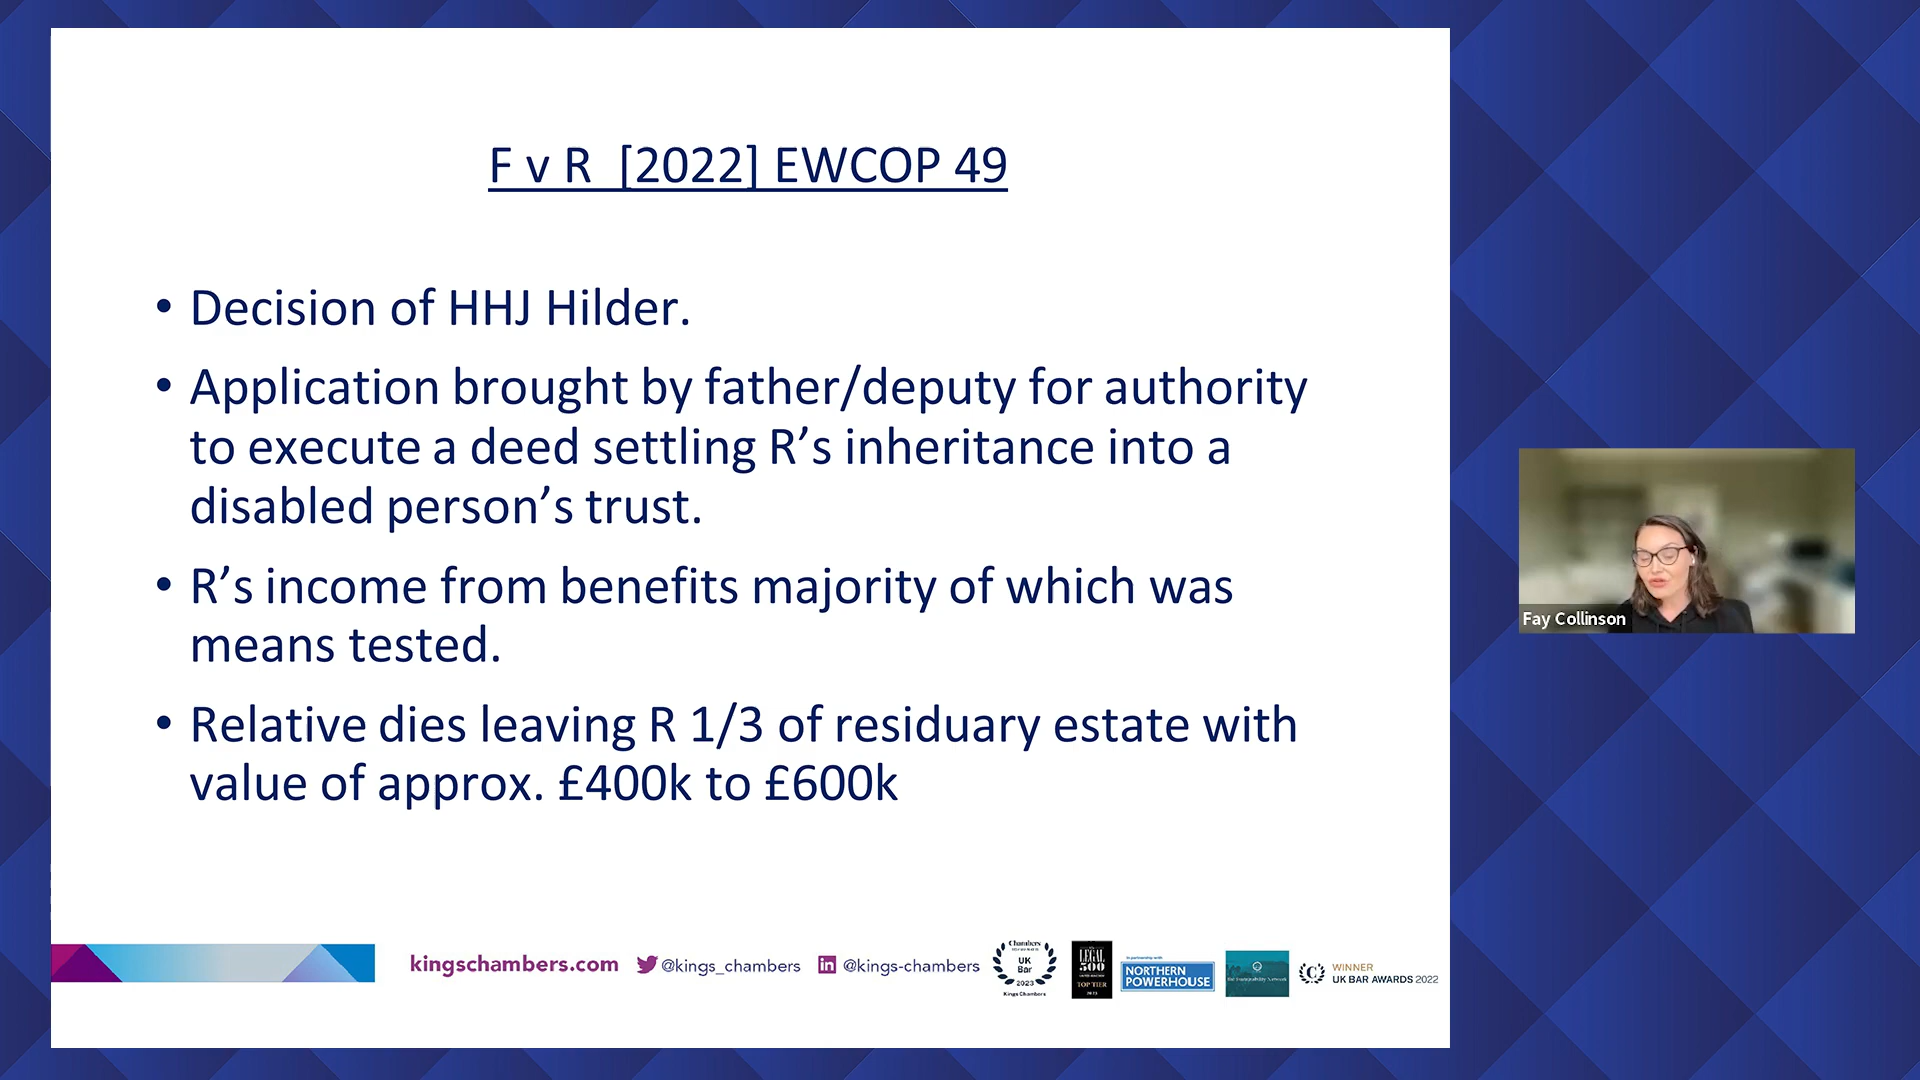 F v R [2022] EWCOP 49
• Decision of HHJ Hilder.
• Application brought by father/deputy for authority
to execute a deed settling R’s inheritance into a
disabled person’s trust.
• R’s income from benefits majority of which was
means tested.
• Relative dies leaving R 1/3 of residuary estate with
value of approx. £400k to £600k
Fay Collinson
kingschambers.com @kings_chambers @kings-chambers
Chambers
UK
Bar
2023
Kings Chambers
LEGAL
500
TOP TIER
In partnership with
NORTHERN
POWERHOUSE
WINNER
UK BAR AWARDS 2022